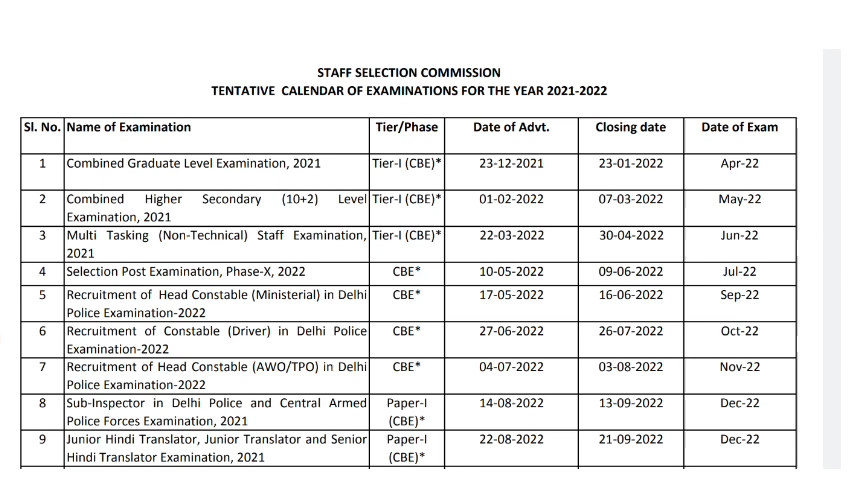 STAFF SELECTION COMMISSION
TENTATIVE CALENDAR OF EXAMINATIONS FOR THE YEAR 2021-2022
Sl. No. Name of Examination Tier/Phase Date of Advt. Closing date Date of Exam
1 Combined Graduate Level Examination, 2021 Tier-I (CBE)* 23-12-2021 23-01-2022 Apr-22
2 Combined Higher Secondary (10+2) Level Tier-I (CBE)* 01-02-2022 07-03-2022 May-22
Examination, 2021
3 Multi Tasking (Non-Technical) Staff Examination, Tier-I (CBE)* 22-03-2022 30-04-2022 Jun-22
2021
4 Selection Post Examination, Phase-X, 2022 CBE* 10-05-2022 09-06-2022 Jul-22
5 Recruitment of Head Constable (Ministerial) in Delhi CBE* 17-05-2022 16-06-2022 Sep-22
Police Examination-2022
6 Recruitment of Constable (Driver) in Delhi Police CBE* 27-06-2022 26-07-2022 Oct-22
Examination-2022
7 Recruitment of Head Constable (AWO/TPO) in Delhi CBE* 04-07-2022 03-08-2022 Nov-22
Police Examination-2022
8 Sub-Inspector in Delhi Police and Central Armed Paper-I 14-08-2022 13-09-2022 Dec-22
Police Forces Examination, 2021 (CBE)*
9 Junior Hindi Translator, Junior Translator and Senior Paper-I 22-08-2022 21-09-2022 Dec-22
Hindi Translator Examination, 2021 (CBE)*